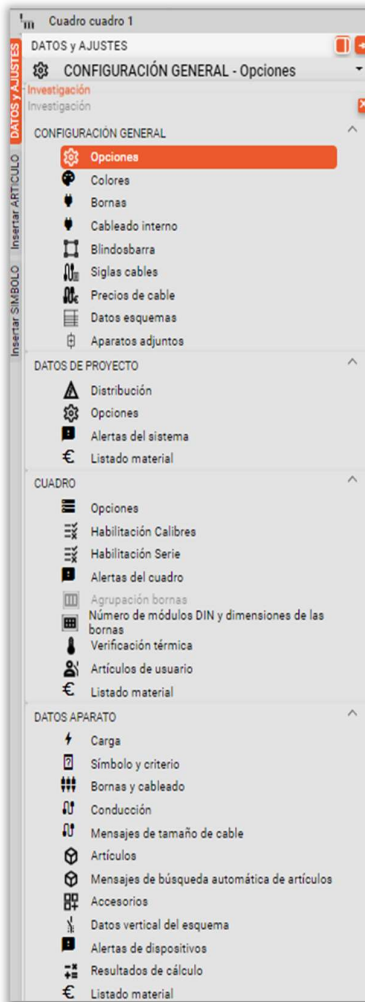 Cuadro cuadro 1
DATOS y AJUSTES
Insertar ARTÍCULO
Insertar SÍMBOLO
DATOS y AJUSTES
CONFIGURACIÓN GENERAL - Opciones
Investigación
Investigación
CONFIGURACIÓN GENERAL
Opciones
Colores
Bornas
Cableado interno
Blindosbarra
Siglas cables
Precios de cable
Datos esquemas
Aparatos adjuntos
DATOS DE PROYECTO
Distribución
Opciones
Alertas del sistema
€ Listado material
CUADRO
Opciones
Habilitación Calibres
Habilitación Serie
Alertas del cuadro
Agrupación bornas
Número de módulos DIN y dimensiones de las
bornas
Verificación térmica
Artículos de usuario
€ Listado material
DATOS APARATO
Carga
Símbolo y criterio
Bornas y cableado
Conducción
Mensajes de tamaño de cable
Artículos
Mensajes de búsqueda automática de artículos
Accesorios
Datos vertical del esquema
Alertas de dispositivos
Resultados de cálculo
€ Listado material